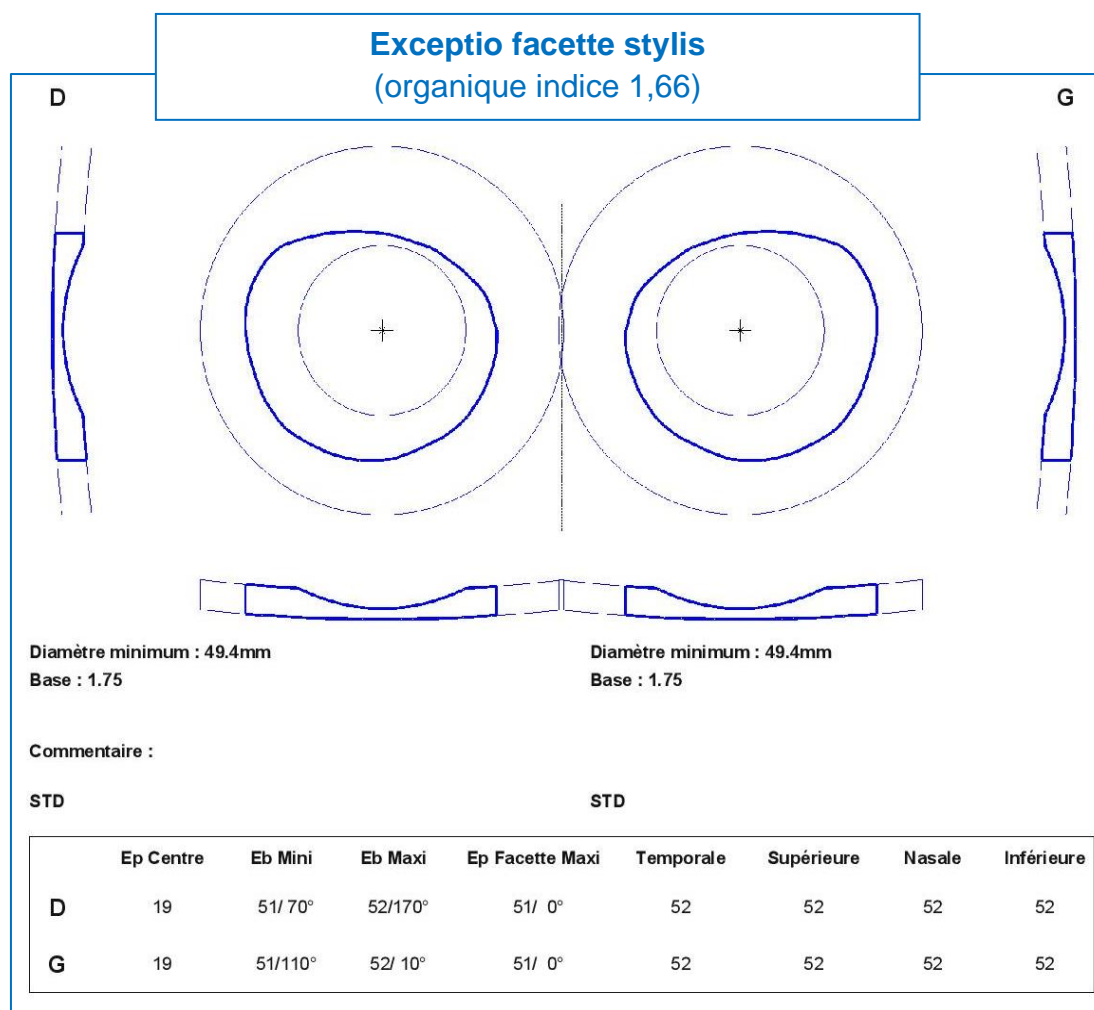 Exceptio facette stylis
(organique indice 1,66)
D G
Diamètre minimum : 49.4mm Diamètre minimum : 49.4mm
Base : 1.75 Base : 1.75
Commentaire :
STD STD
Ep Centre Eb Mini Eb Maxi Ep Facette Maxi Temporale Supérieure Nasale Inférieure
D 19 51/ 70° 52/170° 51/ 0° 52 52 52 52
G 19 51/110° 52/ 10° 51/ 0° 52 52 52 52